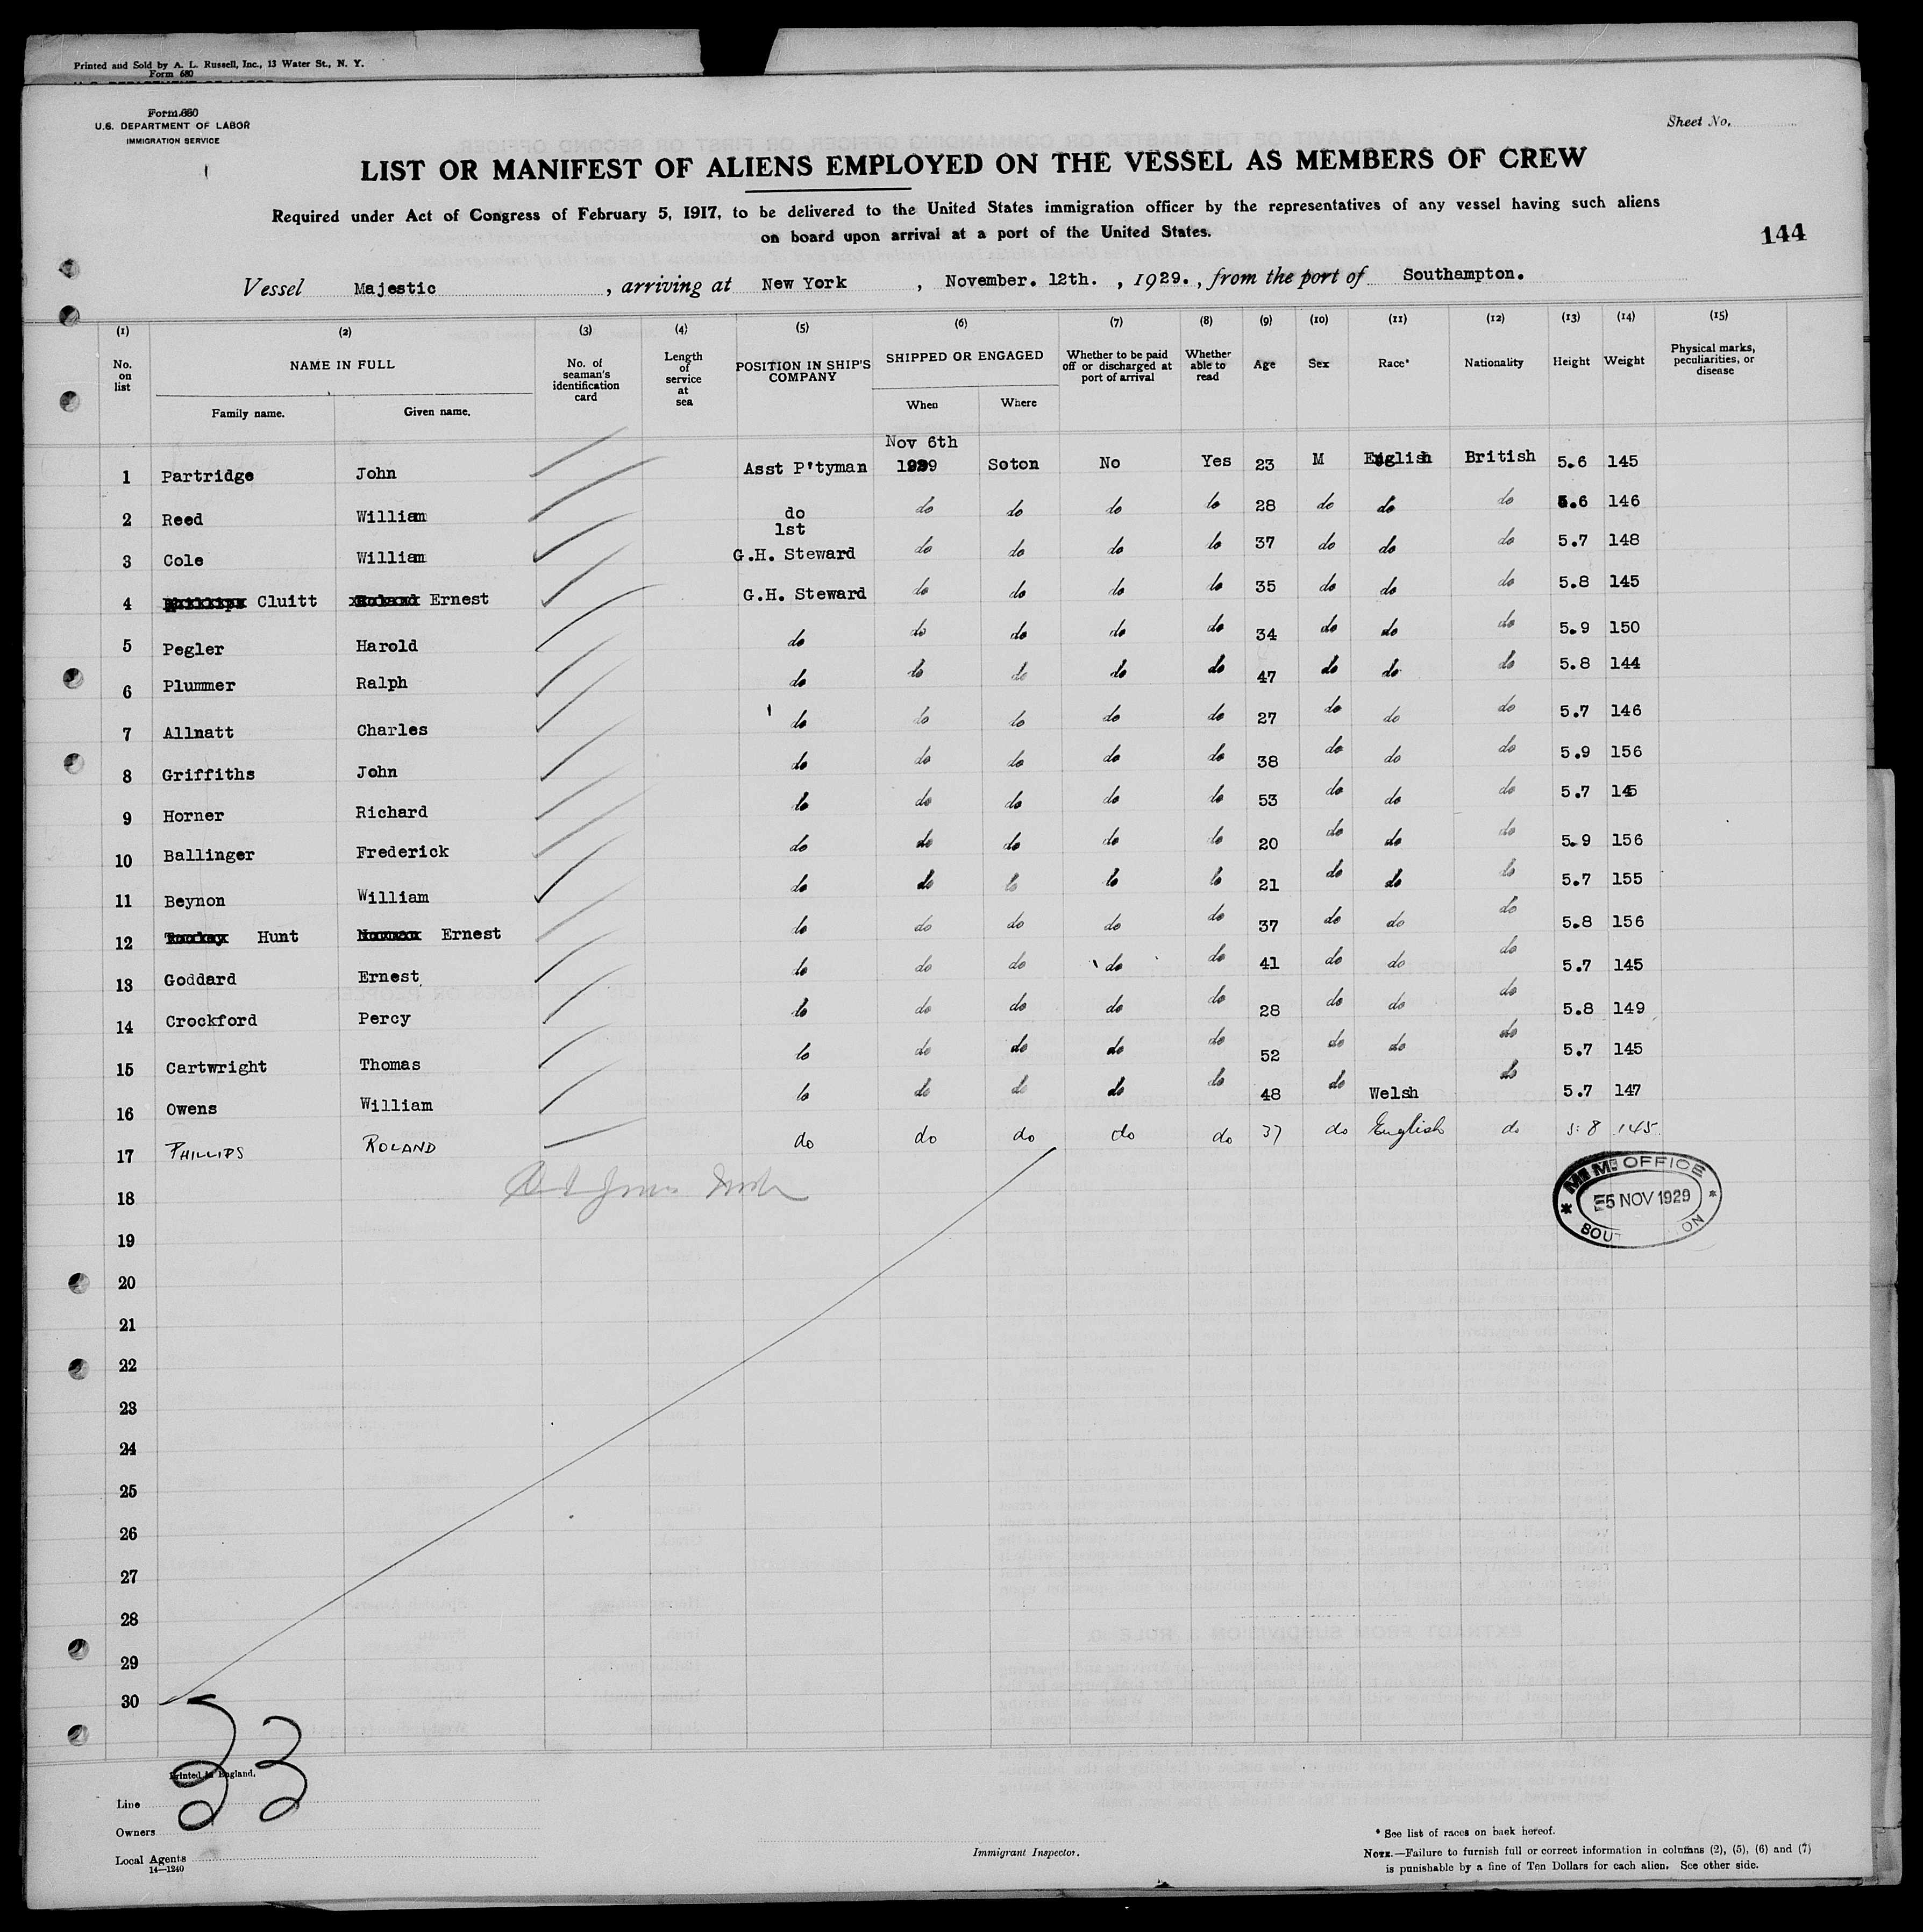 Printed and Sold by A. L. Russell, Inc., 13 Water St., N. Y.
Form 680
Form 680
U.S. DEPARTMENT OF LABOR
IMMIGRATION SERVICE
Sheet No.
LIST OR MANIFEST OF ALIENS EMPLOYED ON THE VESSEL AS MEMBERS OF CREW
Required under Act of Congress of February 5, 1917, to be delivered to the United States immigration officer by the representatives of any vessel having such aliens
on board upon arrival at a port of the United States.
144
Vessel Majestic , arriving at New York , November. 12th. , 1929. , from the port of Southampton.
(1) (2) (3) (4) (5) (6) (7) (8) (9) (10) (11) (12) (13) (14) (15)
No. on list NAME IN FULL Family name. Given name. No. of seaman's identification card Length of service at sea POSITION IN SHIP'S COMPANY SHIPPED OR ENGAGED When Where Whether to be paid off or discharged at port of arrival Whether able to read Age Sex Race* Nationality Height Weight Physical marks, peculiarities, or disease
1 Partridge John Asst P'tyman Nov 6th 1929 Soton No Yes 23 M English British 5.6 145
2 Reed William do do do do do 28 do do do 5.6 146
3 Cole William 1st G.H. Steward do do do do 37 do do do 5.7 148
4 Phillips Cluitt Roland Ernest G.H. Steward do do do do 35 do do do 5.8 145
5 Pegler Harold do do do do do 34 do do do 5.9 150
6 Plummer Ralph do do do do do 47 do do do 5.8 144
7 Allnatt Charles do do do do do 27 do do do 5.7 146
8 Griffiths John do do do do do 38 do do do 5.9 156
9 Horner Richard do do do do do 53 do do do 5.7 145
10 Ballinger Frederick do do do do do 20 do do do 5.9 156
11 Beynon William do do do do do 21 do do do 5.7 155
12 Hunt Norman Ernest do do do do do 37 do do do 5.8 156
13 Goddard Ernest do do do do do 41 do do do 5.7 145
14 Crockford Percy do do do do do 28 do do do 5.8 149
15 Cartwright Thomas do do do do do 52 do do do 5.7 145
16 Owens William do do do do do 48 do Welsh do 5.7 147
17 PHILLIPS ROLAND do do do do do 37 do English do 5:8 145
18
19
20
21
22
23
24
25
26
27
28
29
30
OFFICE
5 NOV 1929
33
Printed in England.
Line
Owners
Local Agents
14—1240
Immigrant Inspector.
* See list of races on back hereof.
NOTE.—Failure to furnish full or correct information in columns (2), (5), (6) and (7)
is punishable by a fine of Ten Dollars for each alien. See other side.